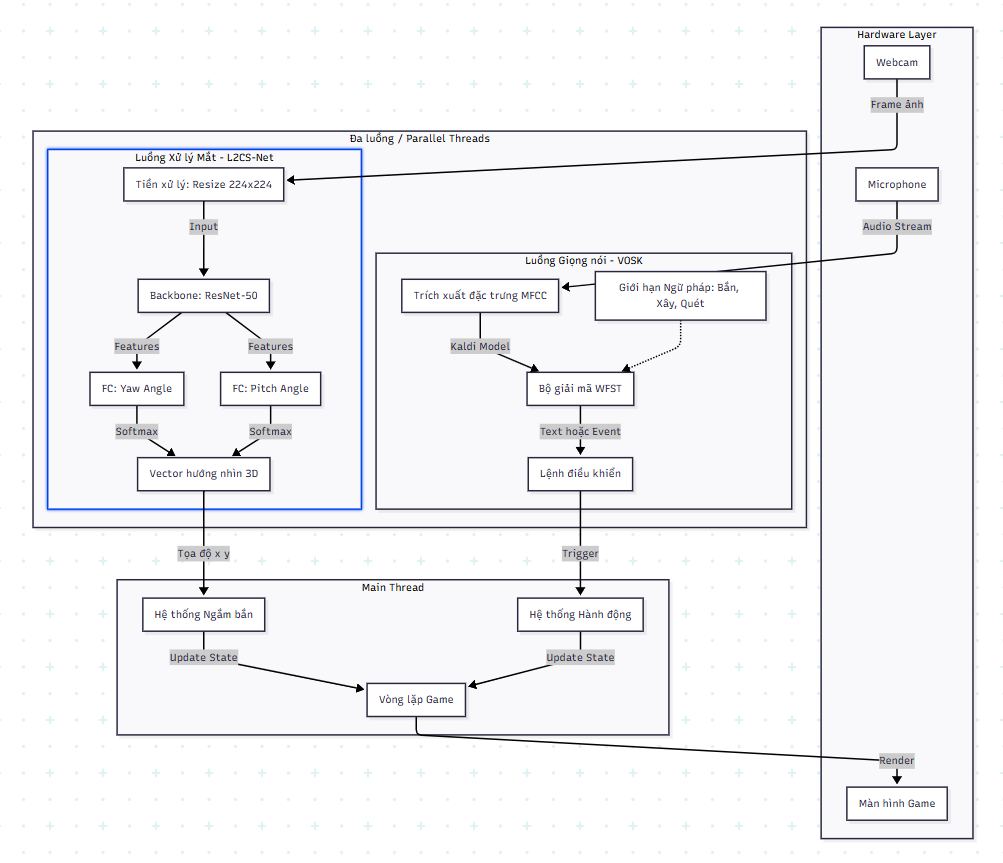 Hardware Layer
Webcam
Frame ảnh
Đa luồng / Parallel Threads
Luồng Xử lý Mắt - L2CS-Net
Tiền xử lý: Resize 224x224
Microphone
Input
Audio Stream
Luồng Giọng nói - VOSK
Backbone: ResNet-50
Trích xuất đặc trưng MFCC
Giới hạn Ngữ pháp: Bắn,
Xây, Quét
Features
Features
Kaldi Model
FC: Yaw Angle
FC: Pitch Angle
Bộ giải mã WFST
Softmax
Softmax
Text hoặc Event
Vector hướng nhìn 3D
Lệnh điều khiển
Tọa độ x y
Trigger
Main Thread
Hệ thống Ngắm bắn
Hệ thống Hành động
Update State
Update State
Vòng lặp Game
Render
Màn hình Game